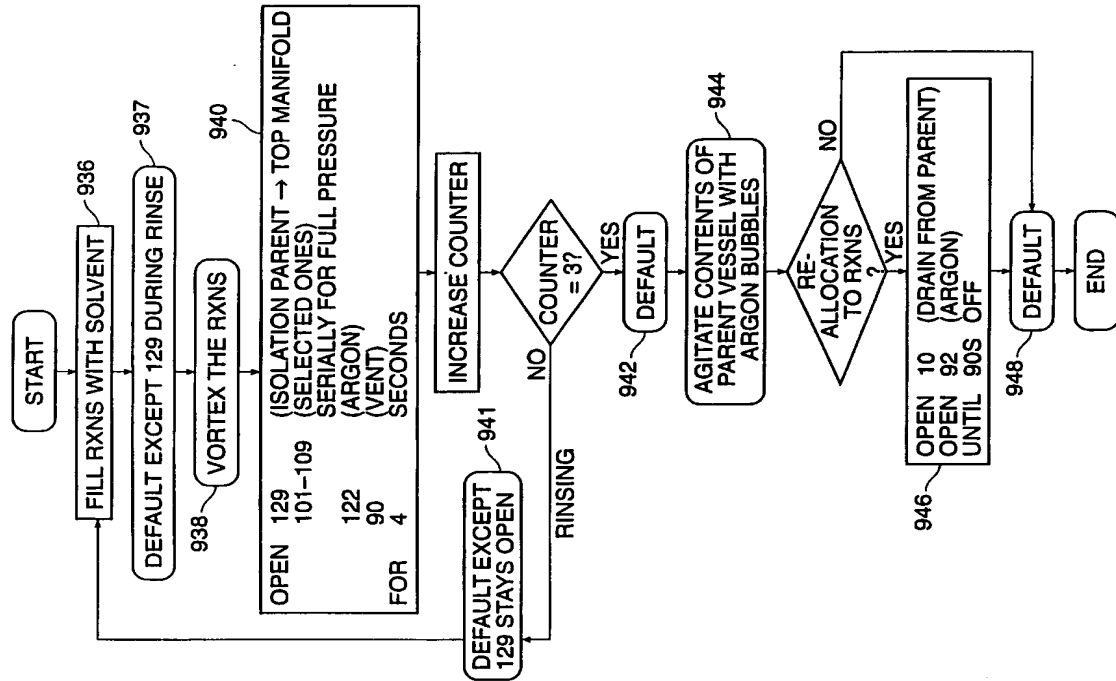 START
FILL RXNS WITH SOLVENT
936
DEFAULT EXCEPT 129 DURING RINSE
937
VORTEX THE RXNS
938
940
OPEN 129 (ISOLATION PARENT → TOP MANIFOLD
101–109 (SELECTED ONES)
SERIALLY FOR FULL PRESSURE
122 (ARGON)
90 (VENT)
FOR 4 SECONDS
INCREASE COUNTER
COUNTER
= 3?
NO
RINSING
DEFAULT EXCEPT
129 STAYS OPEN
941
YES
DEFAULT
942
AGITATE CONTENTS OF
PARENT VESSEL WITH
ARGON BUBBLES
944
RE-
ALLOCATION
TO RXNS
?
NO
YES
OPEN 10 (DRAIN FROM PARENT)
OPEN 92 (ARGON)
UNTIL 90S OFF
946
DEFAULT
948
END